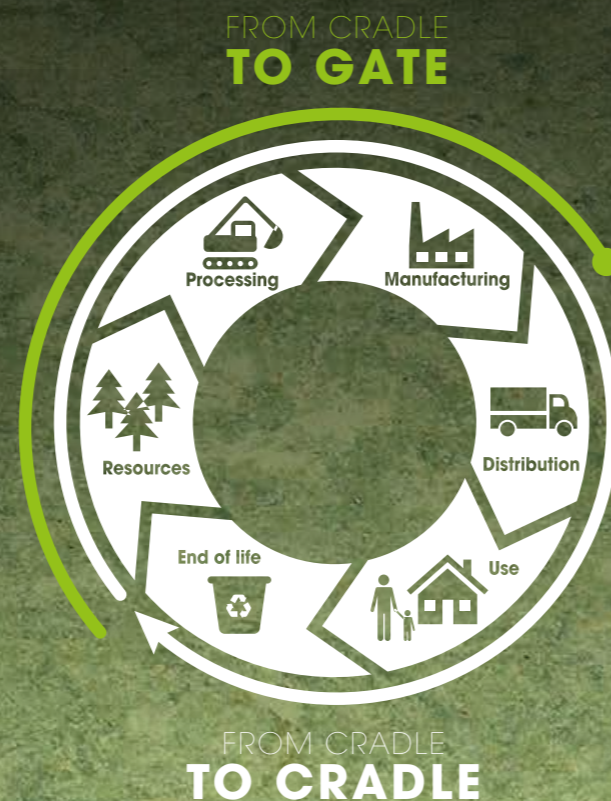 FROM CRADLE
TO GATE
Processing
Manufacturing
Resources
Distribution
End of life
Use
FROM CRADLE
TO CRADLE